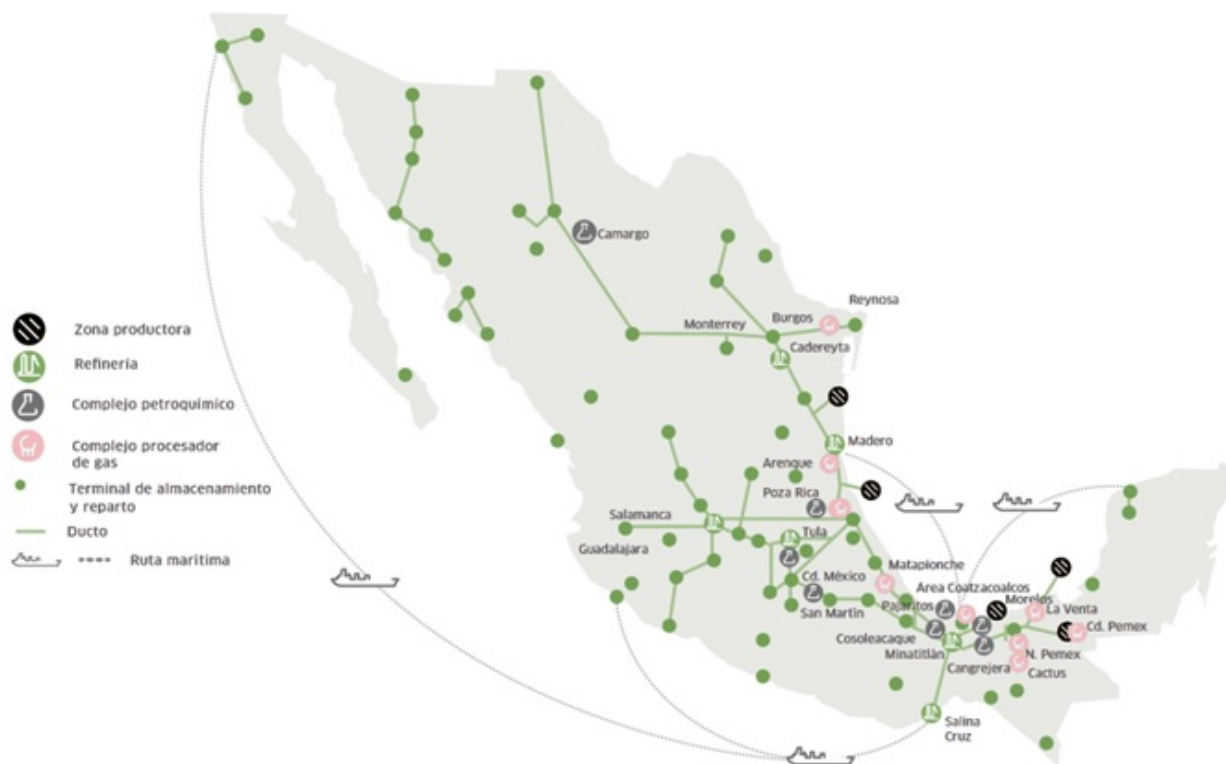 Camargo
Reynosa
Burgos
Monterrey
Cadereyta
Zona productora
Refinería
Complejo petroquímico
Complejo procesador
de gas
Terminal de almacenamiento
y reparto
Ducto
Ruta marítima
Madero
Arenque
Poza Rica
Salamanca
Tula
Guadalajara
Matapionche
Cd. México
Área Coatzacoalcos
San Martín
Pajaritos
Morelos
La Venta
Cosoleacaque
Cd. Pemex
Minatitlán
N. Pemex
Cangrejera
Cactus
Salina
Cruz